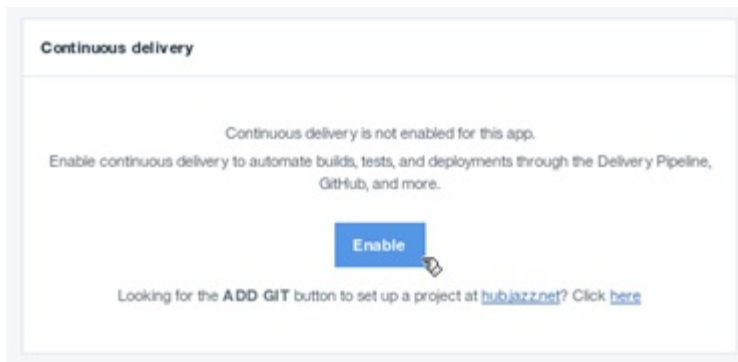 Continuous delivery
Continuous delivery is not enabled for this app.
Enable continuous delivery to automate builds, tests, and deployments through the Delivery Pipeline,
GitHub, and more.
Enable
Looking for the ADD GIT button to set up a project at hub.jazz.net? Click here